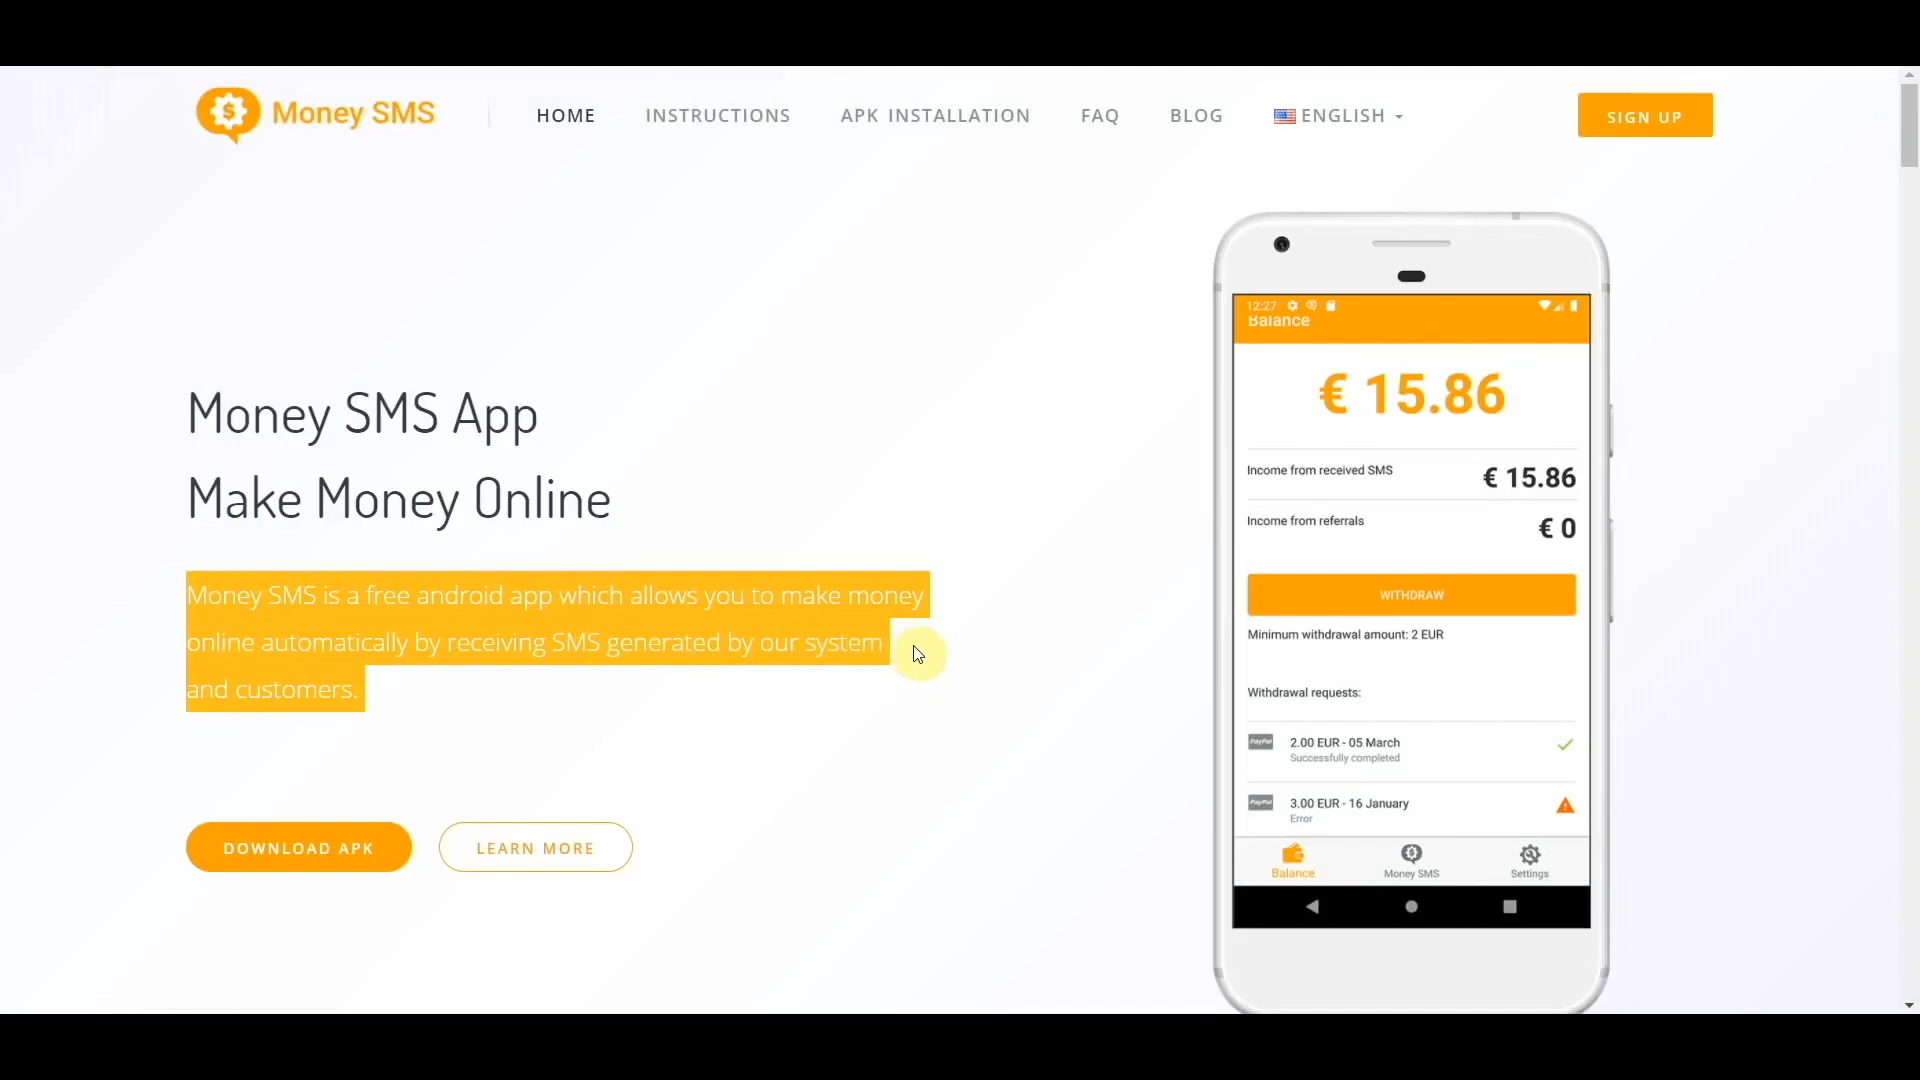 Money SMS
HOME
INSTRUCTIONS
APK INSTALLATION
FAQ
BLOG
ENGLISH
SIGN UP
Money SMS App
Make Money Online
Money SMS is a free android app which allows you to make money
online automatically by receiving SMS generated by our system
and customers.
DOWNLOAD APK
LEARN MORE
12:27
Balance
€ 15.86
Income from received SMS
€ 15.86
Income from referrals
€ 0
WITHDRAW
Minimum withdrawal amount: 2 EUR
Withdrawal requests:
PayPal
2.00 EUR - 05 March
Successfully completed
PayPal
3.00 EUR - 16 January
Error
Balance
Money SMS
Settings